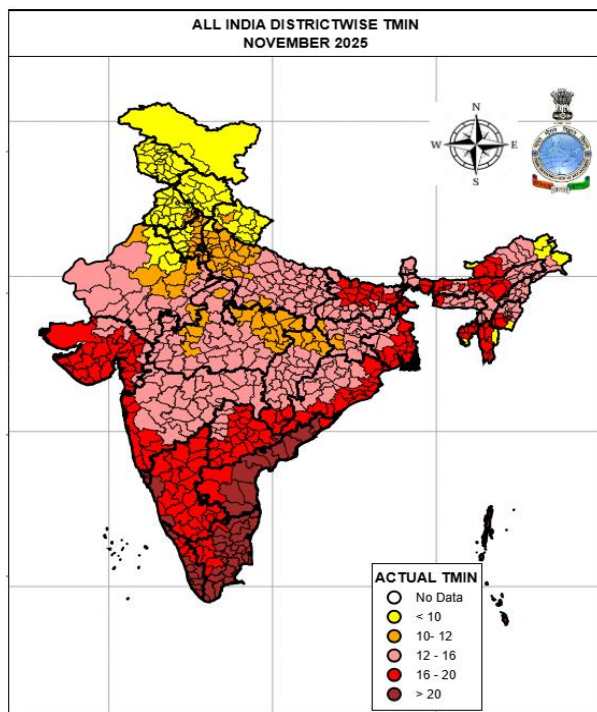 ALL INDIA DISTRICTWISE TMIN
NOVEMBER 2025
N
W
E
S
ACTUAL TMIN
No Data
< 10
10- 12
12 - 16
16 - 20
> 20